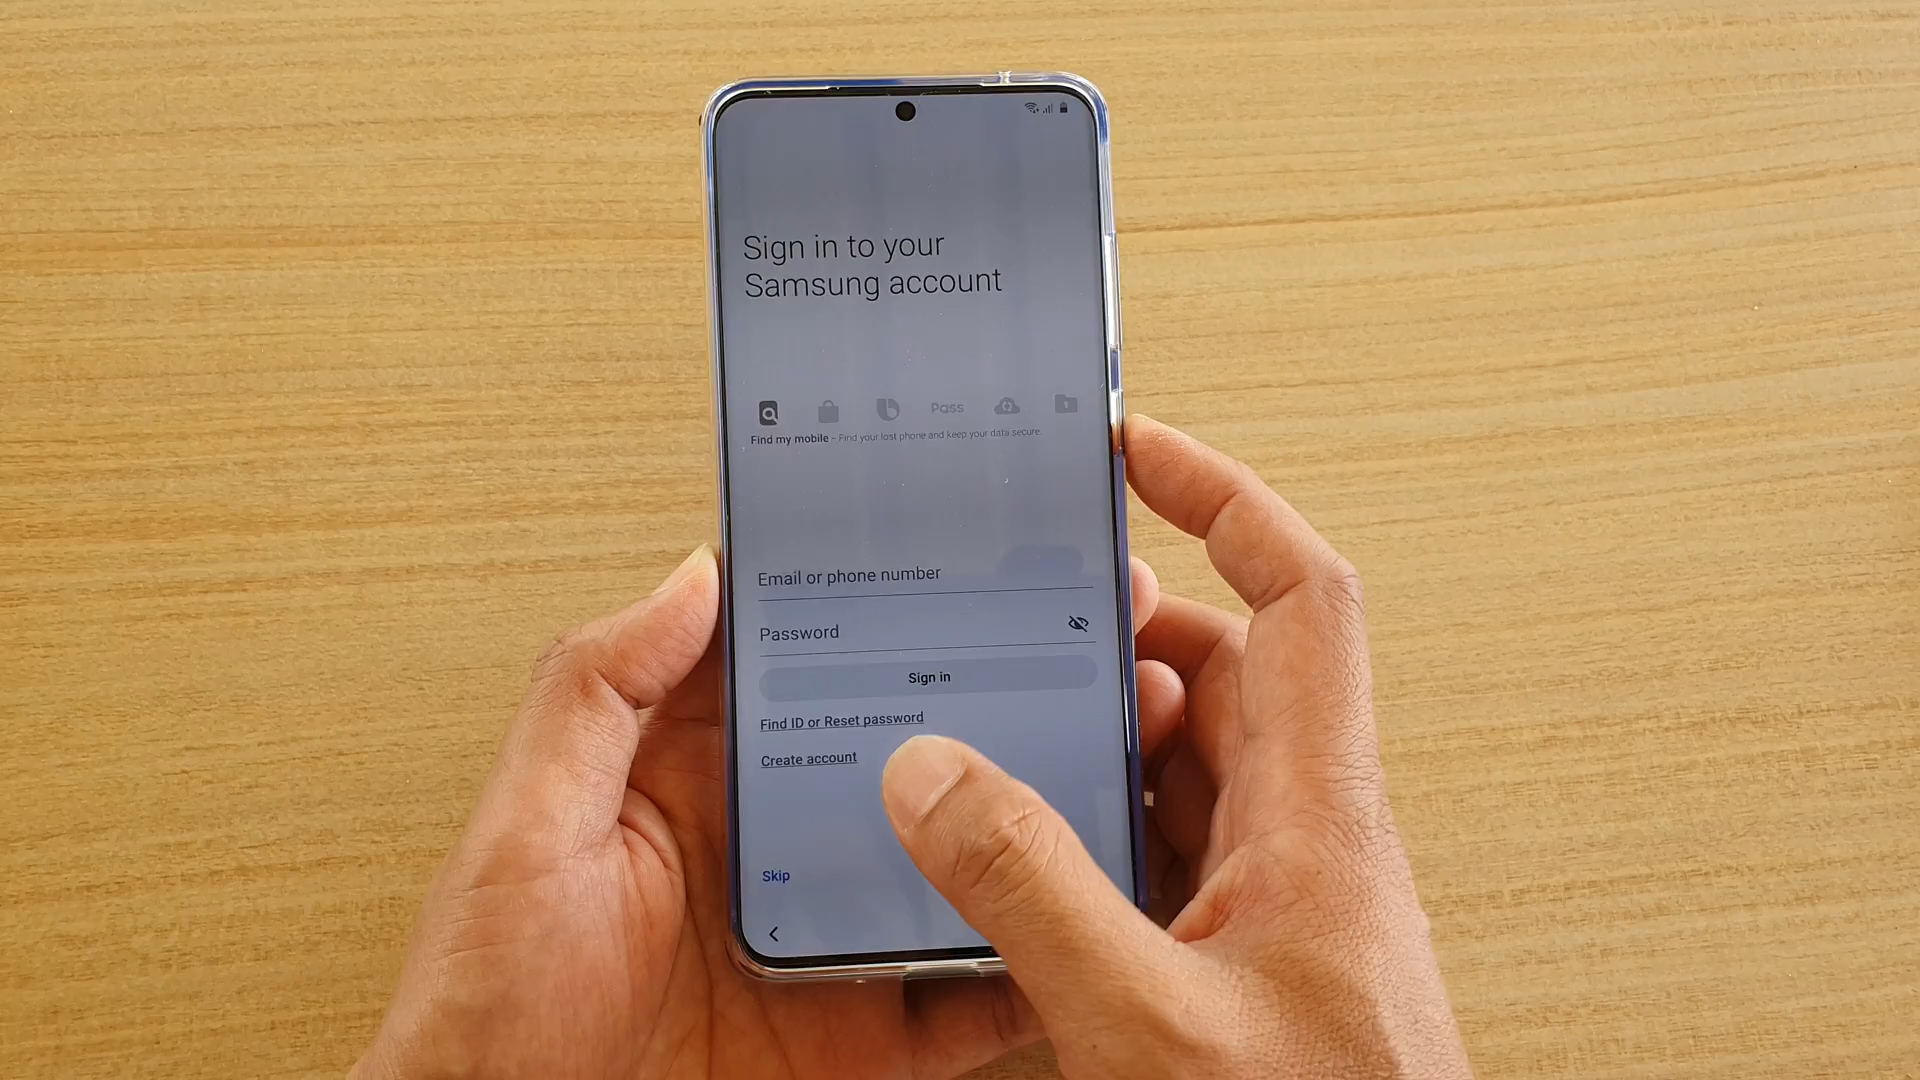 Sign in to your
Samsung account
Pass
Find my mobile - Find your lost phone and keep your data secure.
Email or phone number
Password
Sign in
Find ID or Reset password
Create account
Skip